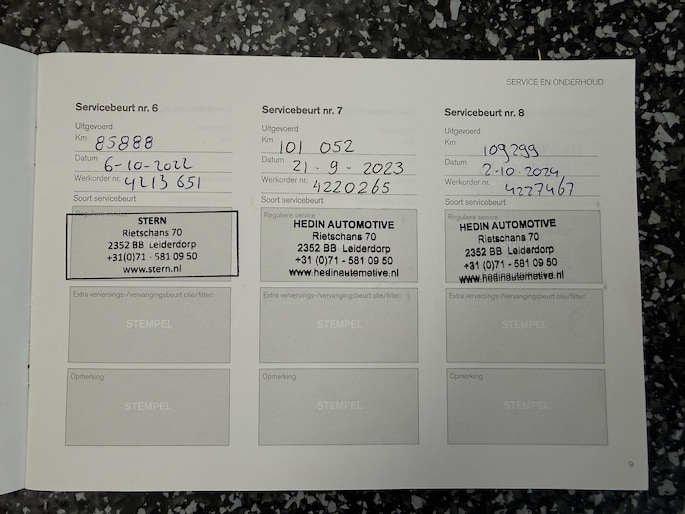 SERVICE EN ONDERHOUD
Servicebeurt nr. 6
Uitgevoerd
Km 85888
Datum 6-10-2022
Werkorder nr. 4213 651
Soort servicebeurt
Reguliere service
STERN
Rietschans 70
2352 BB Leiderdorp
+31(0)71 - 581 09 50
www.stern.nl
Extra verversings-/vervangingsbeurt olie/filter:
STEMPEL
Opmerking
STEMPEL
Servicebeurt nr. 7
Uitgevoerd
Km 101 052
Datum 21 - 9 - 2023
Werkorder nr. 4220265
Soort servicebeurt
Reguliere service
HEDIN AUTOMOTIVE
Rietschans 70
2352 BB Leiderdorp
+31 (0)71 - 581 09 50
www.hedinautomotive.nl
Extra verversings-/vervangingsbeurt olie/filter:
STEMPEL
Opmerking
STEMPEL
Servicebeurt nr. 8
Uitgevoerd
Km 109299
Datum 2-10-2024
Werkorder nr. 4227467
Soort servicebeurt
Reguliere service
HEDIN AUTOMOTIVE
Rietschans 70
2352 BB Leiderdorp
+31 (0)71 - 581 09 50
www.hedinautomotive.nl
Extra verversings-/vervangingsbeurt olie/filter:
STEMPEL
Opmerking
STEMPEL
9